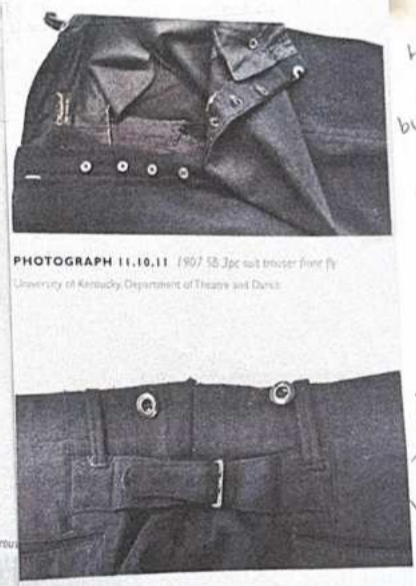 PHOTOGRAPH 11.10.11 1907 SB 3pc suit trouser front fly
University of Kentucky, Department of Theatre and Dance